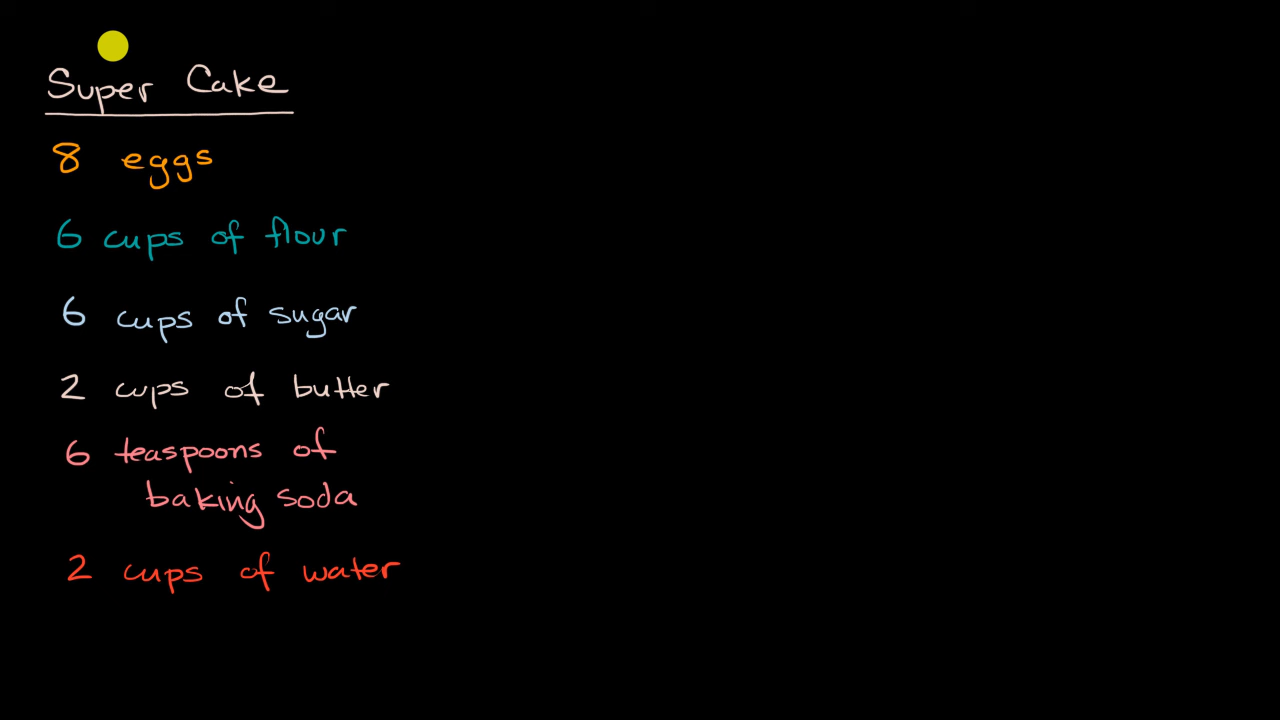 Super Cake
8 eggs
6 cups of flour
6 cups of sugar
2 cups of butter
6 teaspoons of
baking soda
2 cups of water